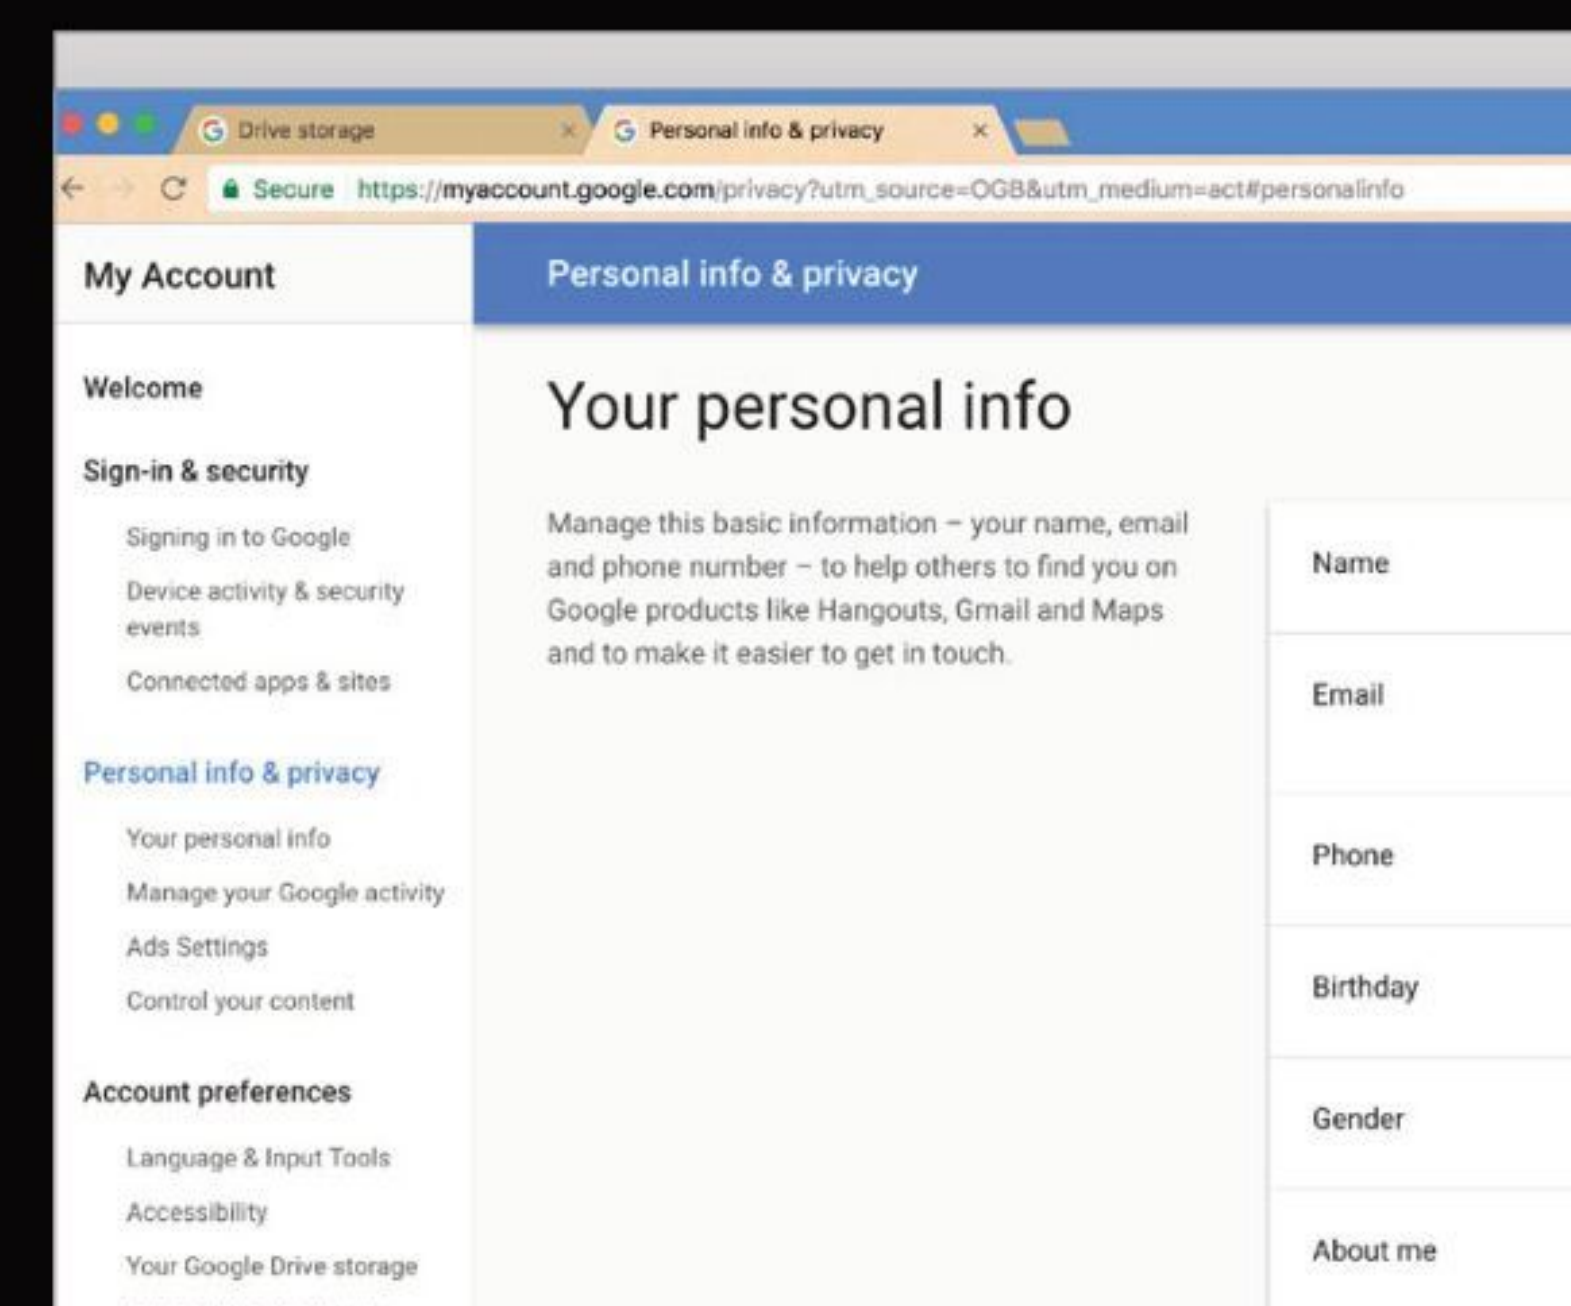 Drive storage
Personal info & privacy
Secure https://myaccount.google.com/privacy?utm_source=OGB&utm_medium=act#personalinfo
My Account
Personal info & privacy
Welcome
Sign-in & security
Signing in to Google
Device activity & security
events
Connected apps & sites
Personal info & privacy
Your personal info
Manage your Google activity
Ads Settings
Control your content
Account preferences
Language & Input Tools
Accessibility
Your Google Drive storage
Your personal info
Manage this basic information – your name, email
and phone number – to help others to find you on
Google products like Hangouts, Gmail and Maps
and to make it easier to get in touch.
Name
Email
Phone
Birthday
Gender
About me